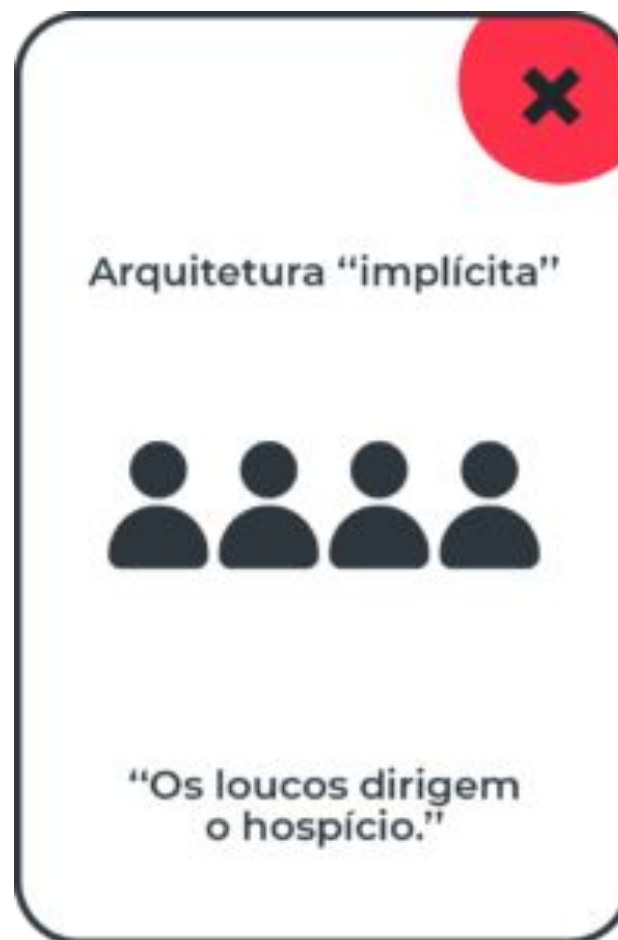 Arquitetura “implícita”
“Os loucos dirigem
o hospício.”